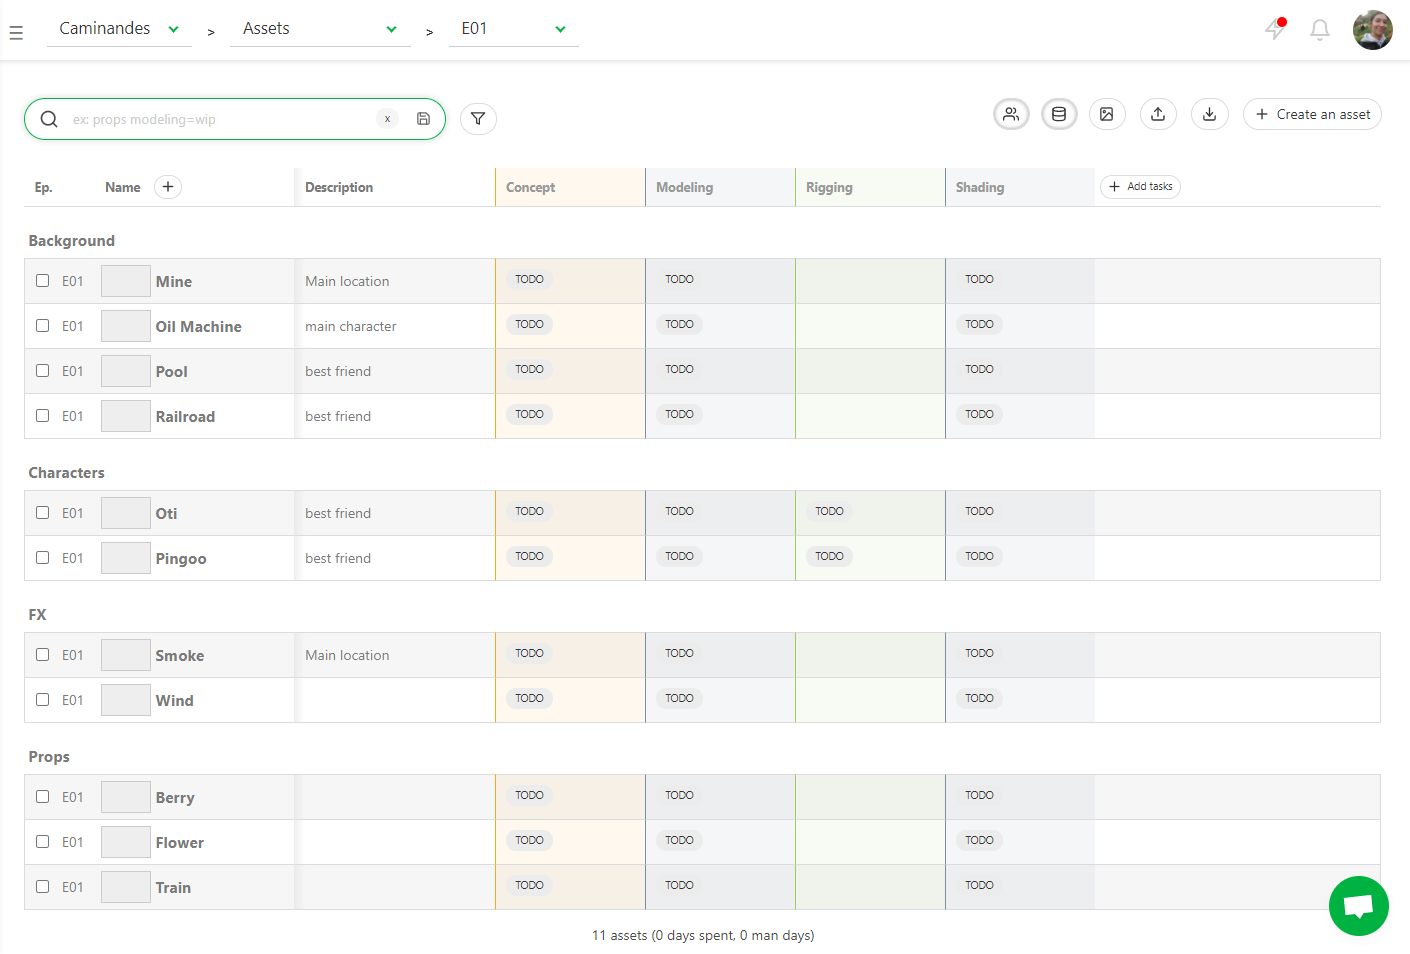 Caminandes > Assets > E01
ex: props modeling=wip x
Create an asset
Ep. Name Description Concept Modeling Rigging Shading Add tasks
Background
E01 Mine Main location TODO TODO TODO
E01 Oil Machine main character TODO TODO TODO
E01 Pool best friend TODO TODO TODO
E01 Railroad best friend TODO TODO TODO
Characters
E01 Oti best friend TODO TODO TODO TODO
E01 Pingoo best friend TODO TODO TODO TODO
FX
E01 Smoke Main location TODO TODO TODO
E01 Wind TODO TODO TODO
Props
E01 Berry TODO TODO TODO
E01 Flower TODO TODO TODO
E01 Train TODO TODO TODO
11 assets (0 days spent, 0 man days)